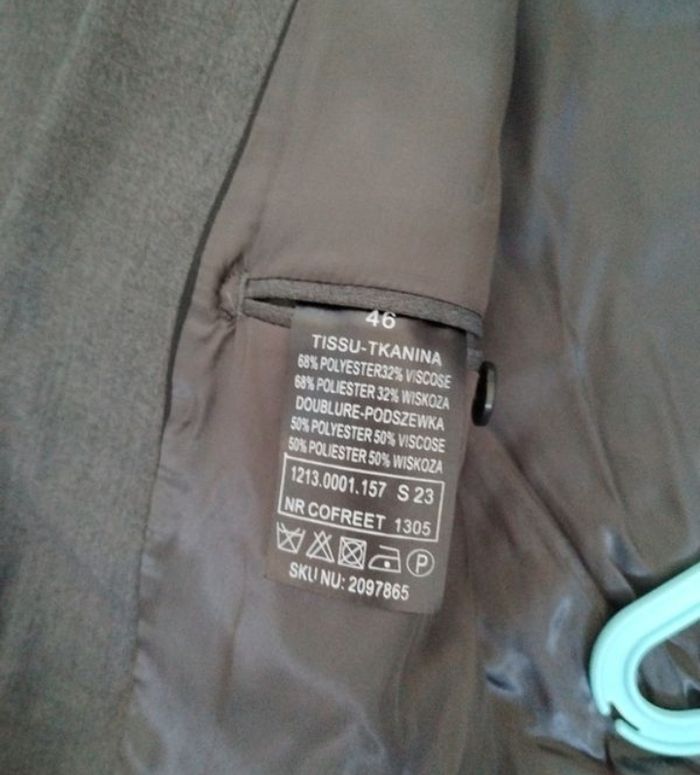 46
TISSU-TKANINA
68% POLYESTER32% VISCOSE
68% POLIESTER 32% WISKOZA
DOUBLURE-PODSZEWKA
50% POLYESTER 50% VISCOSE
50% POLIESTER 50% WISKOZA
1213.0001.157 S 23
NR COFREET 1305
P
SKU NU: 2097865